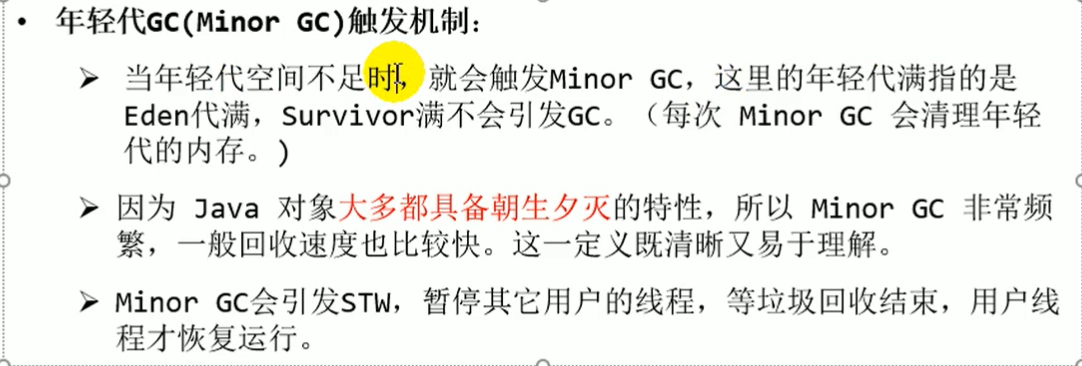 • 年轻代GC(Minor GC)触发机制：
➢ 当年轻代空间不足时，就会触发Minor GC，这里的年轻代满指的是
Eden代满，Survivor满不会引发GC。（每次 Minor GC 会清理年轻
代的内存。)
➢ 因为 Java 对象大多都具备朝生夕灭的特性，所以 Minor GC 非常频
繁，一般回收速度也比较快。这一定义既清晰又易于理解。
➢ Minor GC会引发STW，暂停其它用户的线程，等垃圾回收结束，用户线
程才恢复运行。